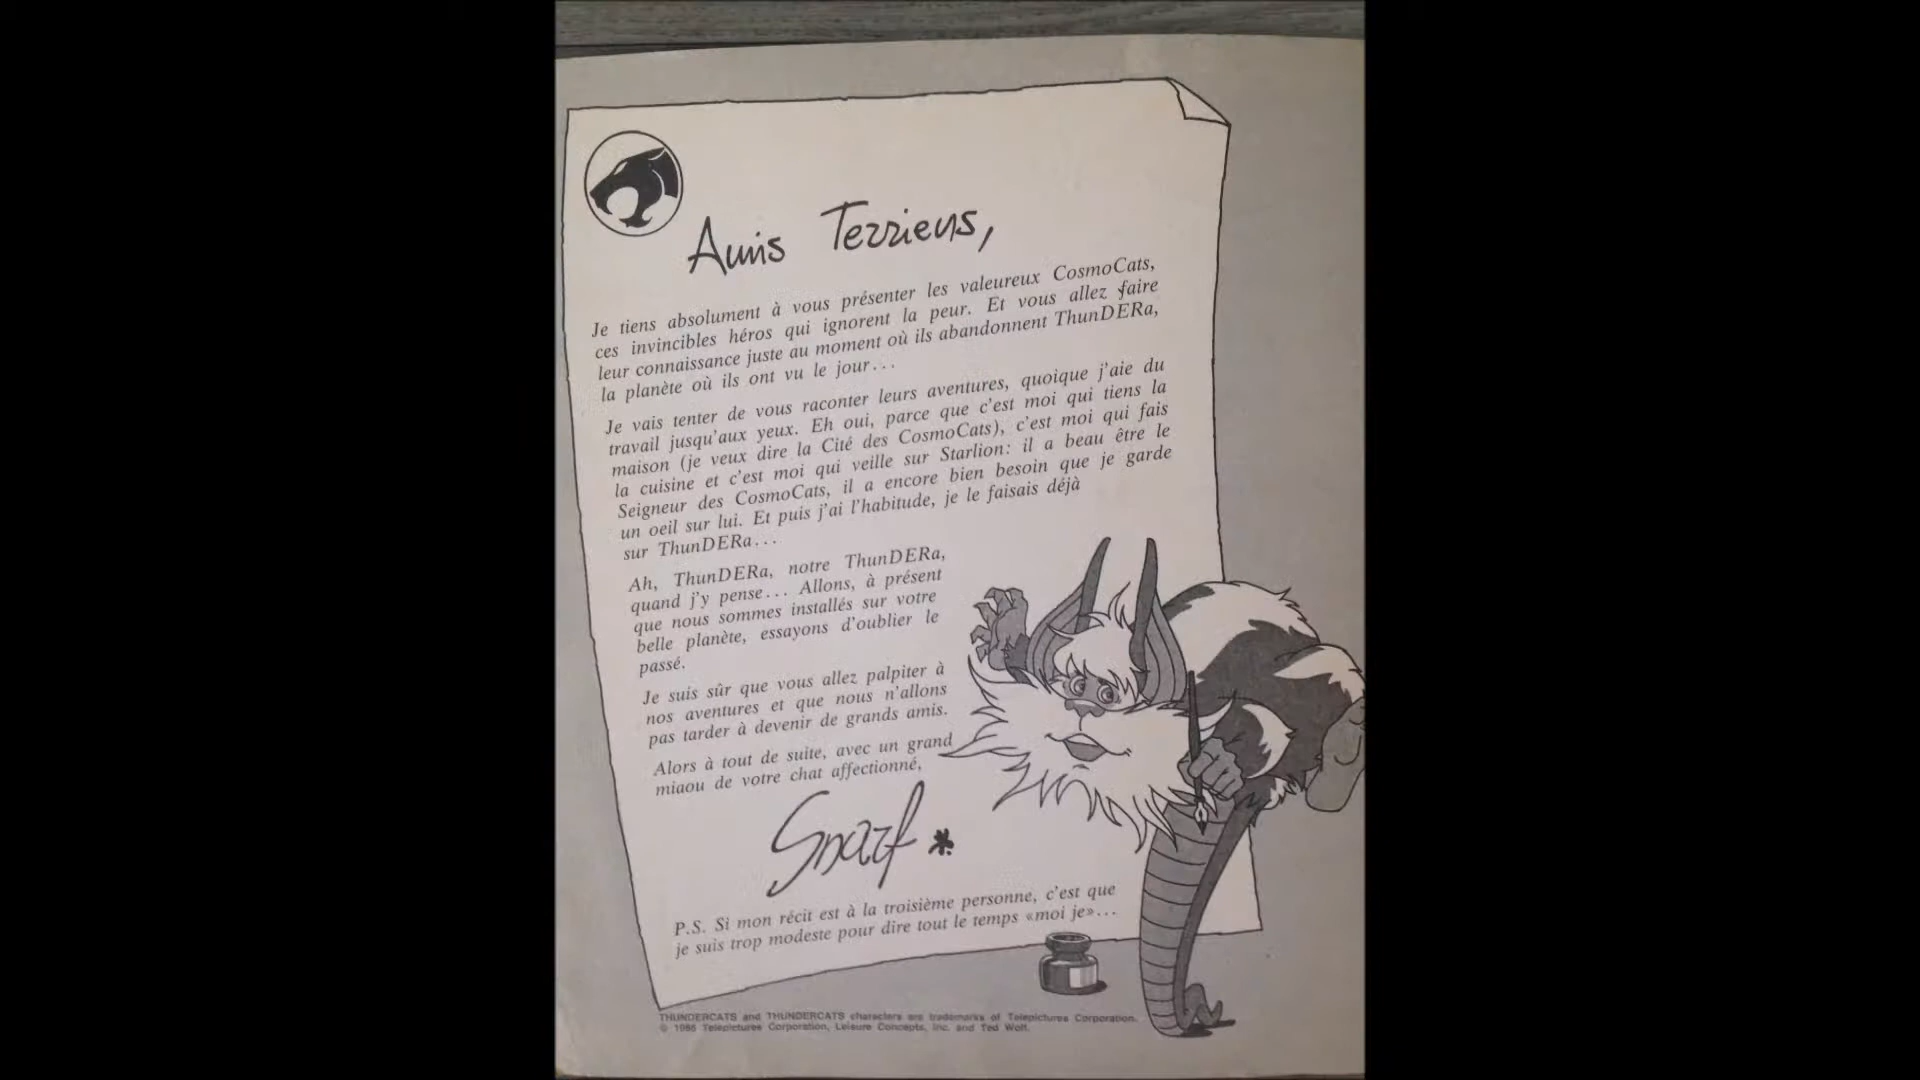 Amis Terriens,
Je tiens absolument à vous présenter les valeureux CosmoCats,
ces invincibles héros qui ignorent la peur. Et vous allez faire
leur connaissance juste au moment où ils abandonnent ThunDERa,
la planète où ils ont vu le jour...
Je vais tenter de vous raconter leurs aventures, quoique j'aie du
travail jusqu'aux yeux. Eh oui, parce que c'est moi qui tiens la
maison (je veux dire la Cité des CosmoCats), c'est moi qui fais
la cuisine et c'est moi qui veille sur Starlion: il a beau être le
Seigneur des CosmoCats, il a encore bien besoin que je garde
un oeil sur lui. Et puis j'ai l'habitude, je le faisais déjà
sur ThunDERa...
Ah, ThunDERa, notre ThunDERa,
quand j'y pense... Allons, à présent
que nous sommes installés sur votre
belle planète, essayons d'oublier le
passé.
Je suis sûr que vous allez palpiter à
nos aventures et que nous n'allons
pas tarder à devenir de grands amis.
Alors à tout de suite, avec un grand
miaou de votre chat affectionné,
Snarf *
P.S. Si mon récit est à la troisième personne, c'est que
je suis trop modeste pour dire tout le temps «moi je»...
THUNDERCATS and THUNDERCATS characters are trademarks of Telepictures Corporation.
© 1986 Telepictures Corporation, Leisure Concepts, Inc. and Ted Wolf.